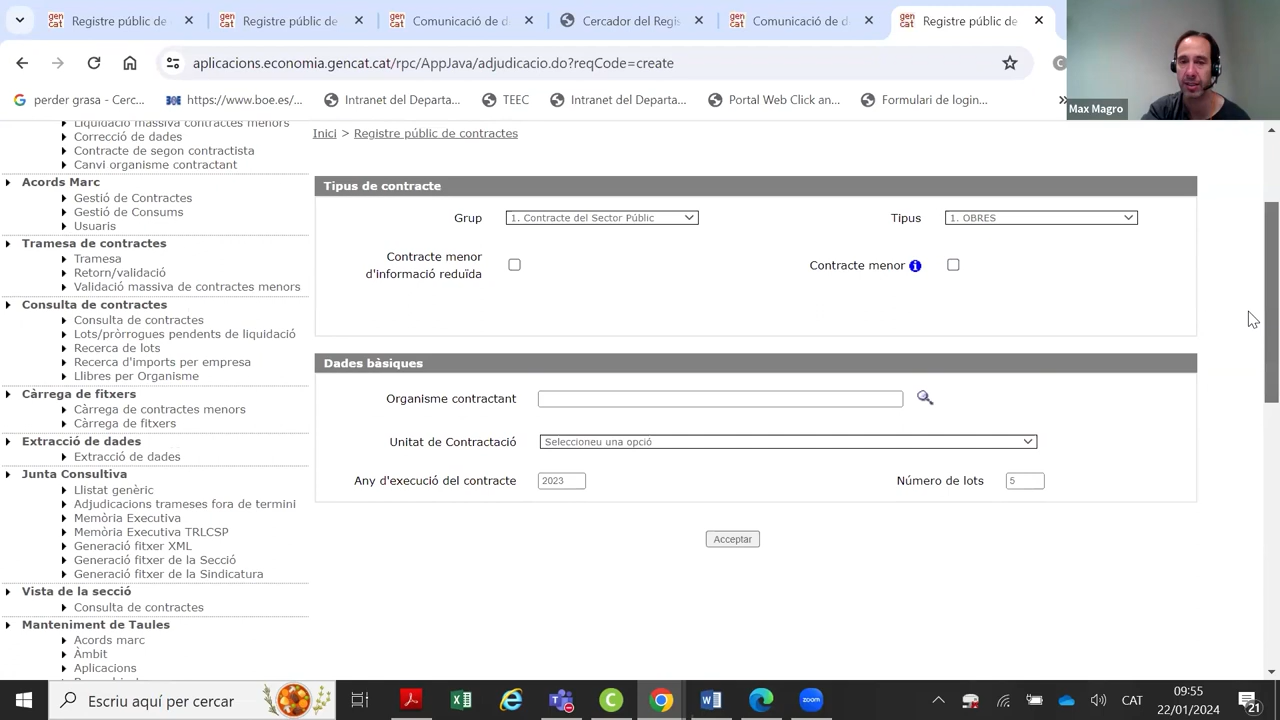 Registre públic de
Registre públic de
Comunicació de d
Cercador del Regis
Comunicació de d
Registre públic de
aplicacions.economia.gencat.cat/rpc/AppJava/adjudicacio.do?reqCode=create
perder grasa - Cerc...
https://www.boe.es/...
Intranet del Departa...
TEEC
Intranet del Departa...
Portal Web Click an...
Formulari de login...
Max Magro
Liquidació massiva contractes menors
Correcció de dades
Contracte de segon contractista
Canvi organisme contractant
Acords Marc
Gestió de Contractes
Gestió de Consums
Usuaris
Tramesa de contractes
Tramesa
Retorn/validació
Validació massiva de contractes menors
Consulta de contractes
Consulta de contractes
Lots/pròrrogues pendents de liquidació
Recerca de lots
Recerca d'imports per empresa
Llibres per Organisme
Càrrega de fitxers
Càrrega de contractes menors
Càrrega de fitxers
Extracció de dades
Extracció de dades
Junta Consultiva
Llistat genèric
Adjudicacions trameses fora de termini
Memòria Executiva
Memòria Executiva TRLCSP
Generació fitxer XML
Generació fitxer de la Secció
Generació fitxer de la Sindicatura
Vista de la secció
Consulta de contractes
Manteniment de Taules
Acords marc
Àmbit
Aplicacions
Inici > Registre públic de contractes
Tipus de contracte
Grup 1. Contracte del Sector Públic Tipus 1. OBRES
Contracte menor
d'informació reduïda
Contracte menor
Dades bàsiques
Organisme contractant
Unitat de Contractació Seleccioneu una opció
Any d'execució del contracte 2023 Número de lots 5
Acceptar
Escriu aquí per cercar
zoom
CAT
09:55
22/01/2024
21